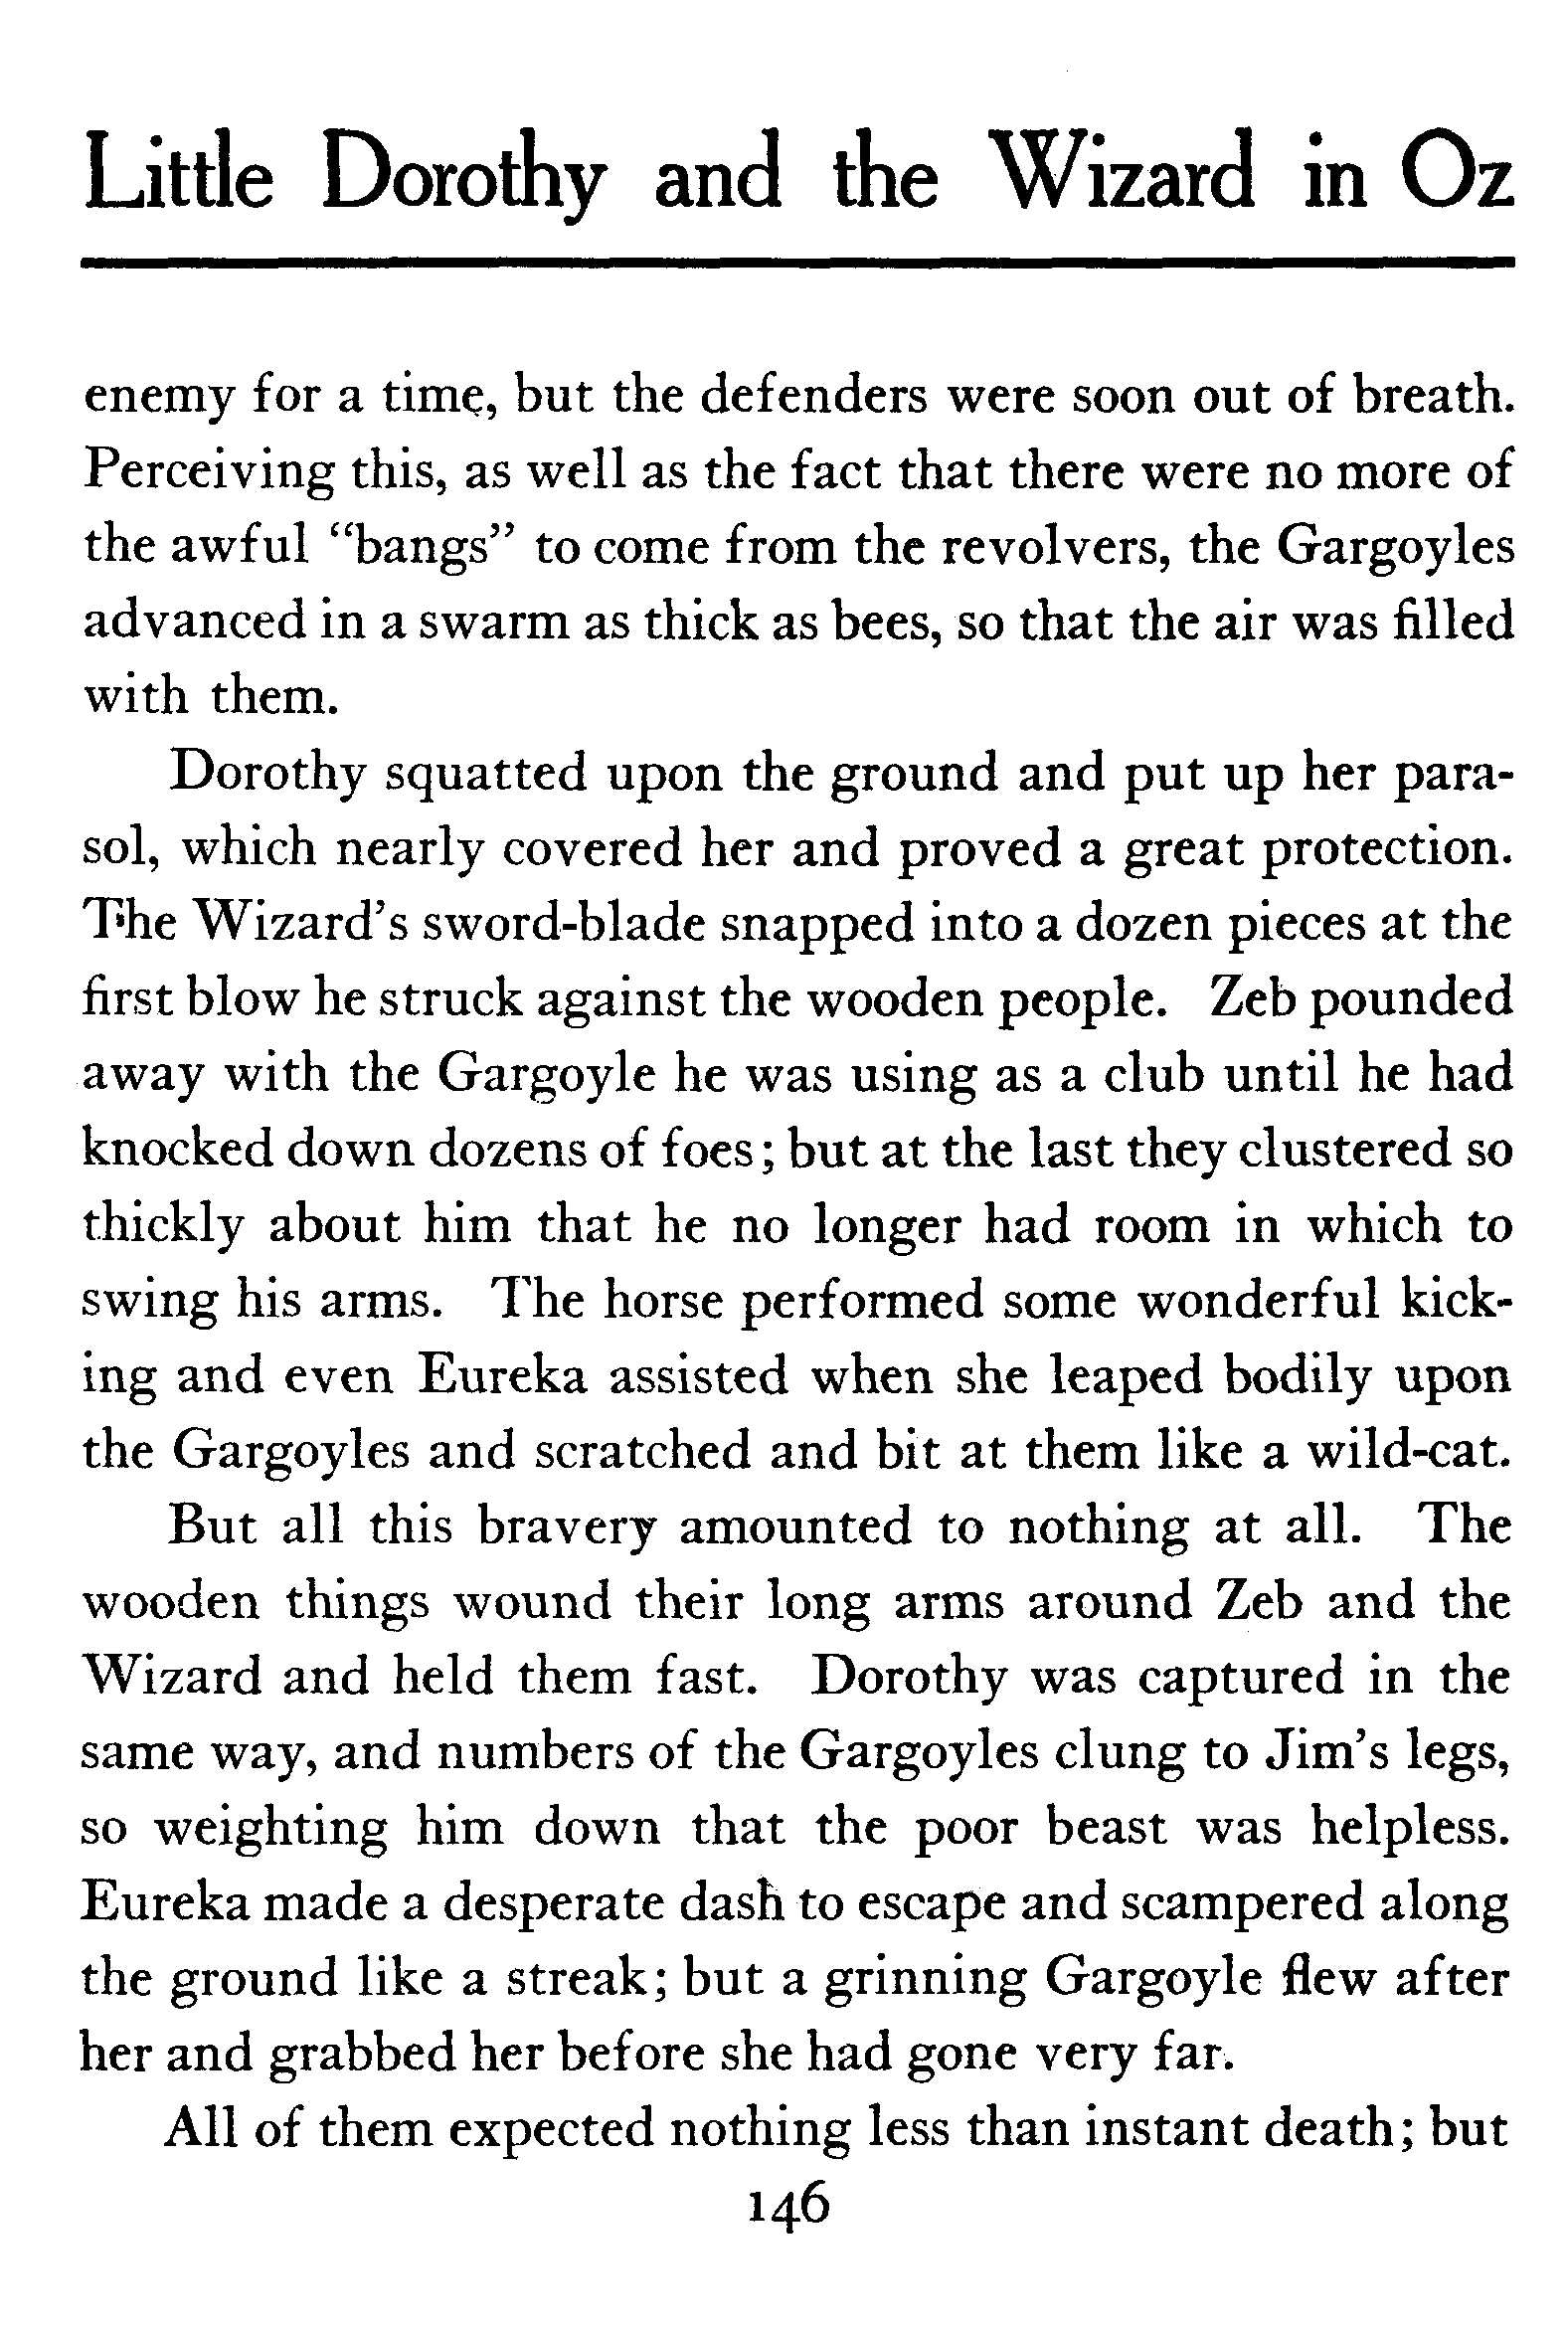 Little Dorothy and the Wizard in Oz
enemy for a time, but the defenders were soon out of breath.
Perceiving this, as well as the fact that there were no more of
the awful “bangs” to come from the revolvers, the Gargoyles
advanced in a swarm as thick as bees, so that the air was filled
with them.
Dorothy squatted upon the ground and put up her para-
sol, which nearly covered her and proved a great protection.
The Wizard’s sword-blade snapped into a dozen pieces at the
first blow he struck against the wooden people. Zeb pounded
away with the Gargoyle he was using as a club until he had
knocked down dozens of foes; but at the last they clustered so
thickly about him that he no longer had room in which to
swing his arms. The horse performed some wonderful kick-
ing and even Eureka assisted when she leaped bodily upon
the Gargoyles and scratched and bit at them like a wild-cat.
But all this bravery amounted to nothing at all. The
wooden things wound their long arms around Zeb and the
Wizard and held them fast. Dorothy was captured in the
same way, and numbers of the Gargoyles clung to Jim’s legs,
so weighting him down that the poor beast was helpless.
Eureka made a desperate dash to escape and scampered along
the ground like a streak; but a grinning Gargoyle flew after
her and grabbed her before she had gone very far.
All of them expected nothing less than instant death; but
146